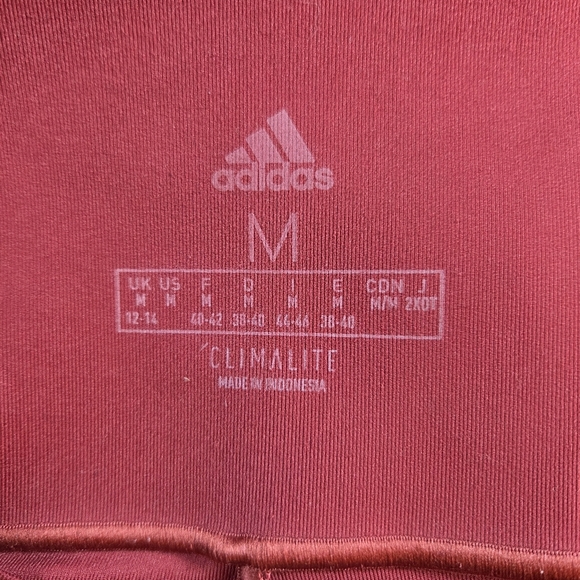 adidas
M
UK US F D I E CDN J
M M M M M M M/M 2XOT
12-14 40-42 38-40 44-46 38-40
CLIMALITE
MADE IN INDONESIA